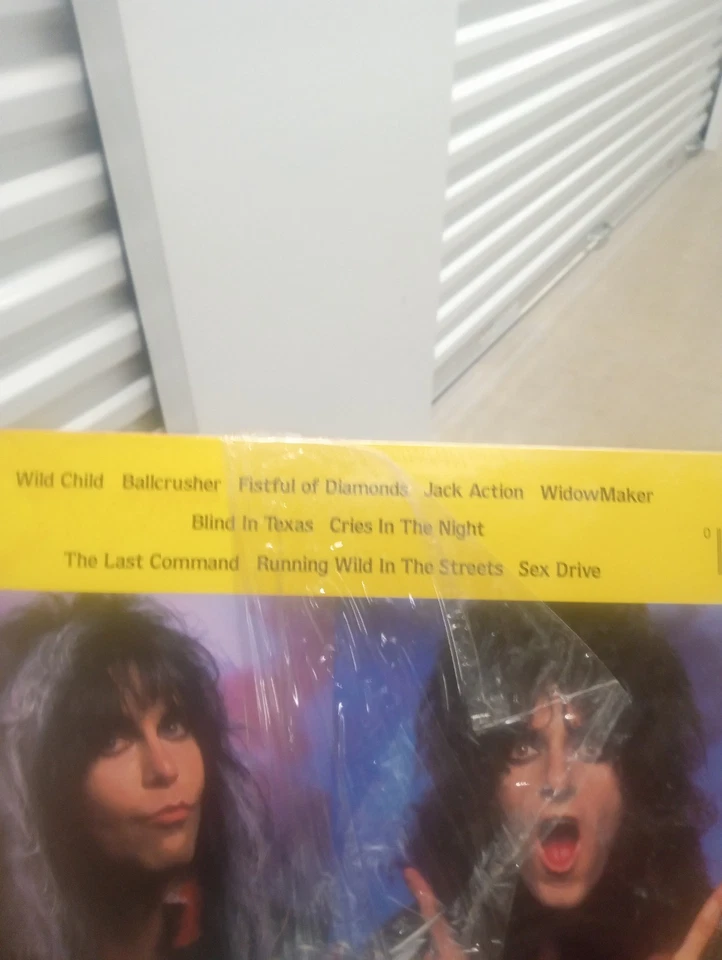 Wild Child Ballcrusher Fistful of Diamonds Jack Action WidowMaker
Blind In Texas Cries In The Night
0
The Last Command Running Wild In The Streets Sex Drive